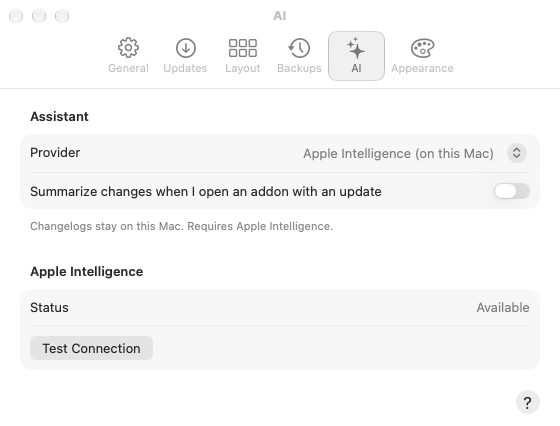 AI
General Updates Layout Backups AI Appearance
Assistant
Provider Apple Intelligence (on this Mac)
Summarize changes when I open an addon with an update
Changelogs stay on this Mac. Requires Apple Intelligence.
Apple Intelligence
Status Available
Test Connection
?